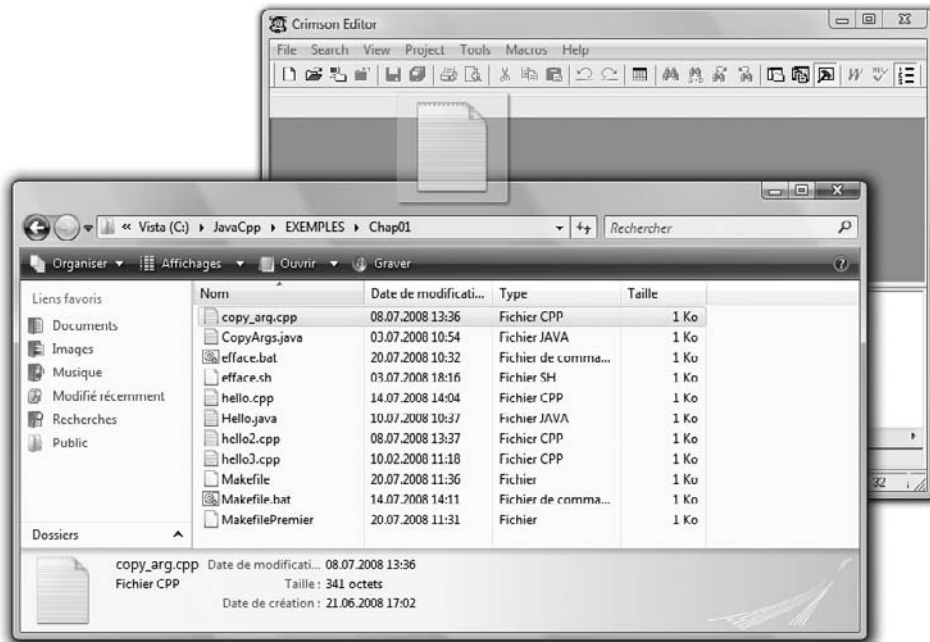 Crimson Editor
File Search View Project Tools Macros Help
« Vista (C:) ▸ JavaCpp ▸ EXEMPLES ▸ Chap01
Rechercher
Organiser Affichages Ouvrir Graver
Liens favoris
Documents
Images
Musique
Modifié récemment
Recherches
Public
Dossiers
Nom Date de modificati... Type Taille
copy_arg.cpp 08.07.2008 13:36 Fichier CPP 1 Ko
CopyArgs.java 03.07.2008 10:54 Fichier JAVA 1 Ko
efface.bat 20.07.2008 10:32 Fichier de comma... 1 Ko
efface.sh 03.07.2008 18:16 Fichier SH 1 Ko
hello.cpp 14.07.2008 14:04 Fichier CPP 1 Ko
Hello.java 10.07.2008 10:37 Fichier JAVA 1 Ko
hello2.cpp 08.07.2008 13:37 Fichier CPP 1 Ko
hello3.cpp 10.02.2008 11:18 Fichier CPP 1 Ko
Makefile 20.07.2008 11:36 Fichier 1 Ko
Makefile.bat 14.07.2008 14:11 Fichier de comma... 1 Ko
MakefilePremier 20.07.2008 11:31 Fichier 1 Ko
32
copy_arg.cpp Date de modificati... 08.07.2008 13:36
Fichier CPP Taille : 341 octets
Date de création : 21.06.2008 17:02